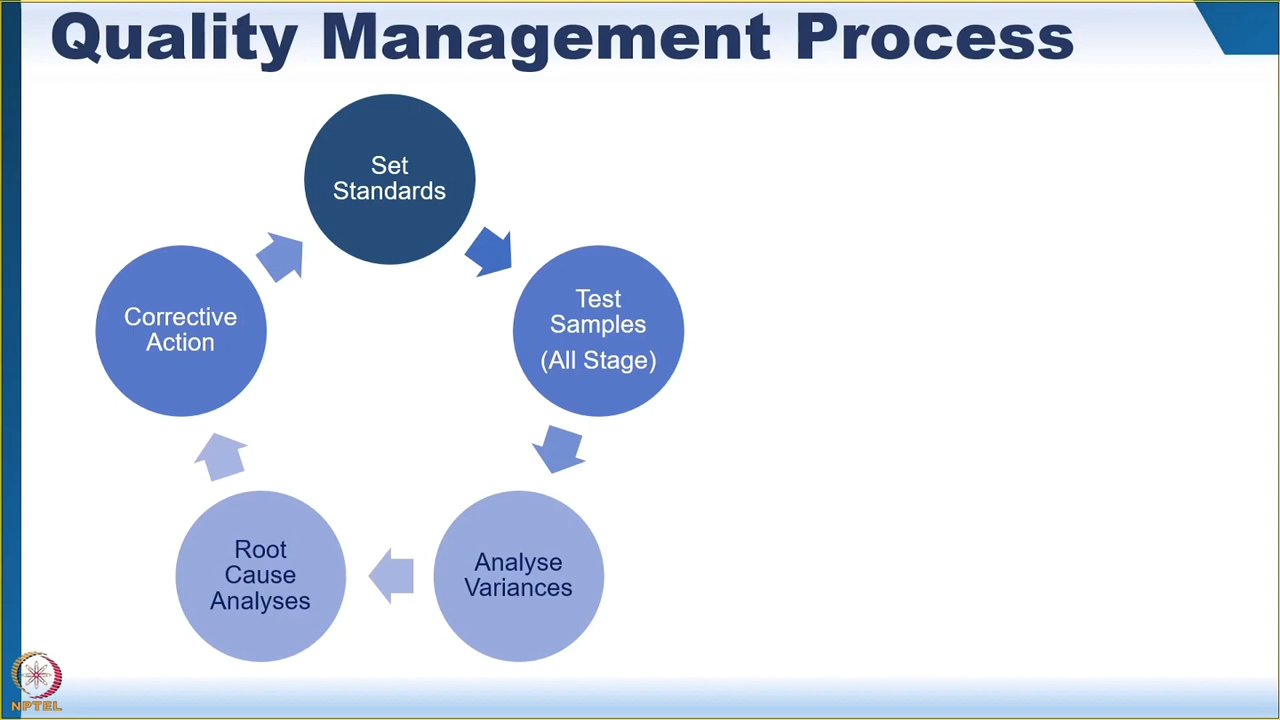 Quality Management Process
Set
Standards
Test
Samples
(All Stage)
Analyse
Variances
Root
Cause
Analyses
Corrective
Action
NPTEL